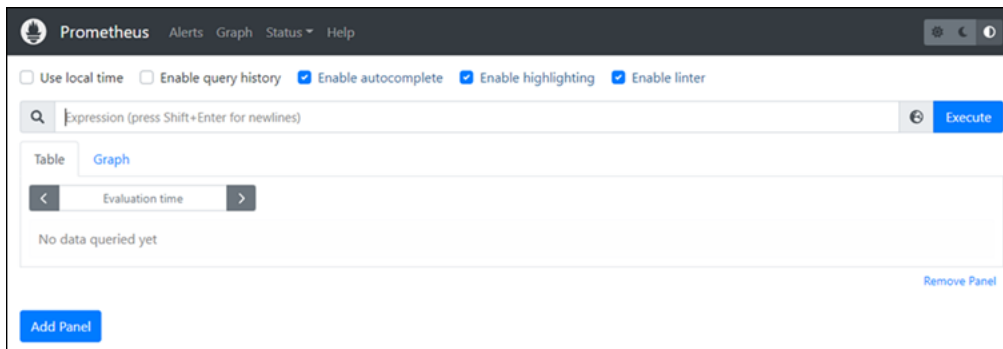 Prometheus Alerts Graph Status Help
Use local time Enable query history Enable autocomplete Enable highlighting Enable linter
Expression (press Shift+Enter for newlines) Execute
Table Graph
Evaluation time
No data queried yet
Remove Panel
Add Panel